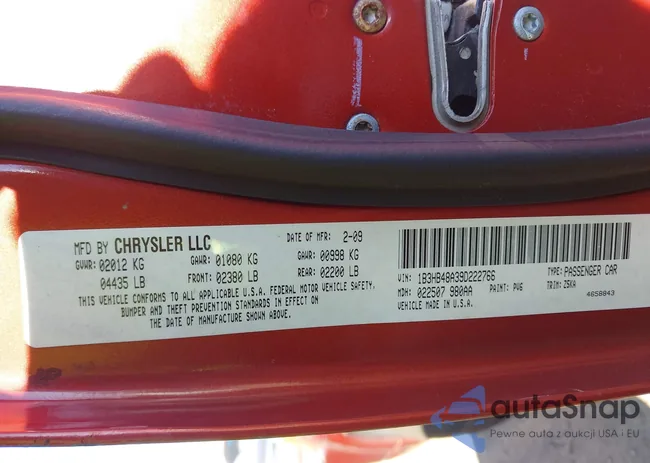 MFD BY CHRYSLER LLC DATE OF MFR: 2-09
GVWR: 02012 KG GAWR: 01080 KG GAWR: 00998 KG
04435 LB FRONT: 02380 LB REAR: 02200 LB
THIS VEHICLE CONFORMS TO ALL APPLICABLE U.S.A. FEDERAL MOTOR VEHICLE SAFETY,
BUMPER AND THEFT PREVENTION STANDARDS IN EFFECT ON
THE DATE OF MANUFACTURE SHOWN ABOVE.
VIN: 1B3HB48A39D222766 TYPE: PASSENGER CAR
MDH: 022507 980AA PAINT: PV6 TRIM: Z5KA
VEHICLE MADE IN U.S.A. 4658843
autoSnap
Pewne auta z aukcji USA i EU